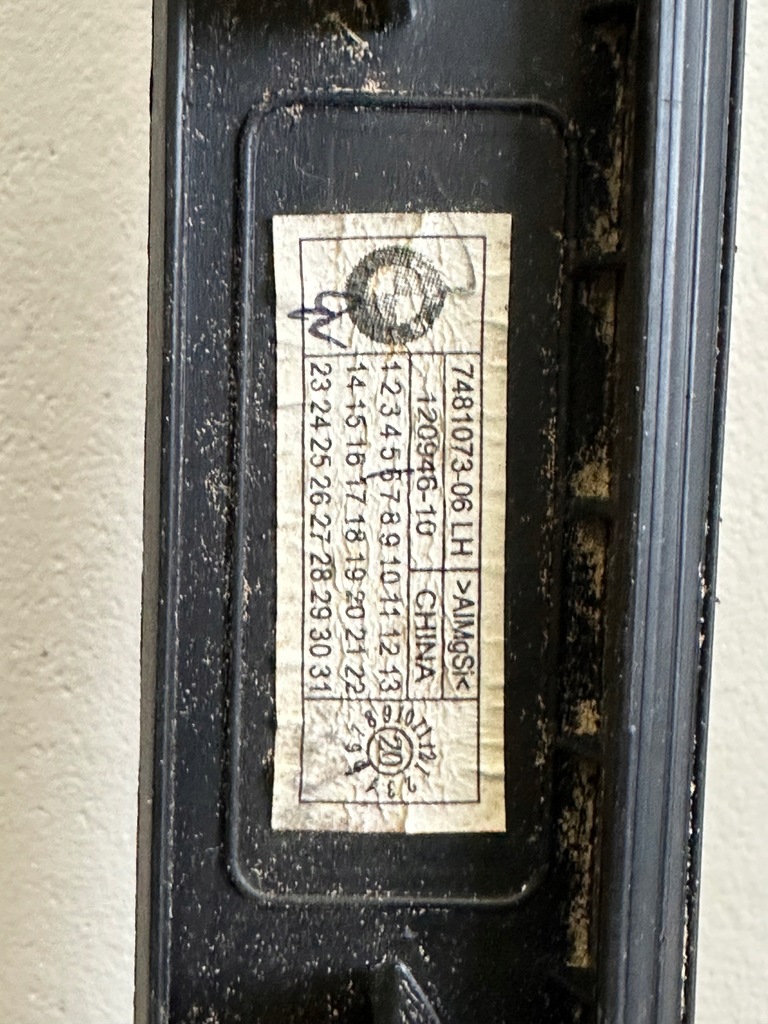 7481073-06 LH >AlMgSi<
120946-10 CHINA
1 2 3 4 5 6 7 8 9 10 11 12 13
14 15 16 17 18 19 20 21 22
23 24 25 26 27 28 29 30 31
20